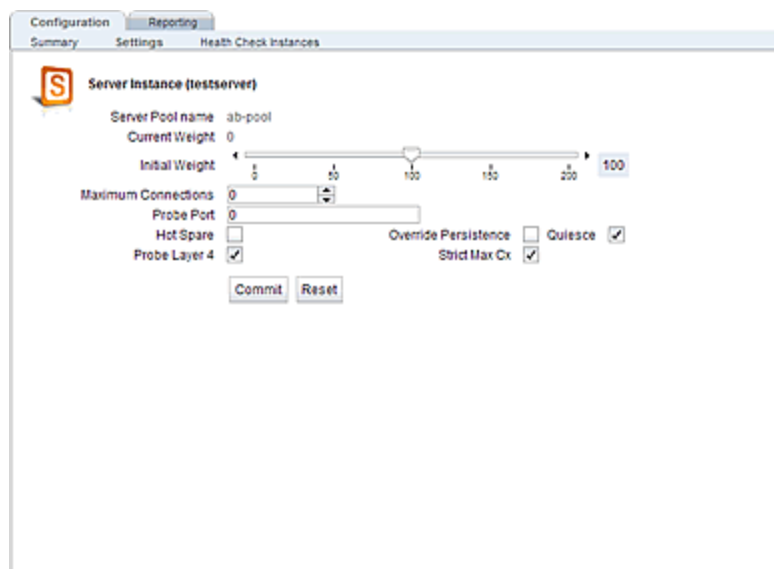 Configuration Reporting
Summary Settings Health Check Instances
S
Server Instance (testserver)
Server Pool name ab-pool
Current Weight 0
Initial Weight 100
0 50 100 150 200
Maximum Connections 0
Probe Port 0
Hot Spare Override Persistence Quiesce
Probe Layer 4 Strict Max Cx
Commit Reset